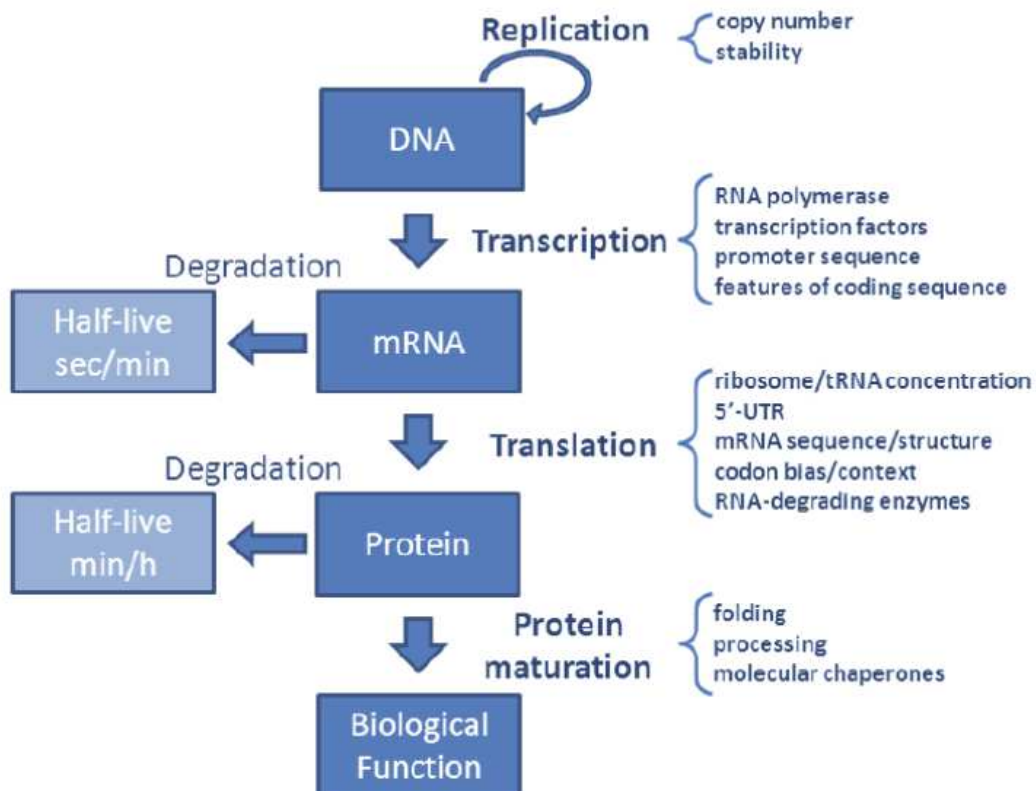 Replication
copy number
stability
DNA
RNA polymerase
transcription factors
promoter sequence
features of coding sequence
Transcription
Degradation
Half-live
sec/min
mRNA
ribosome/tRNA concentration
5′-UTR
mRNA sequence/structure
codon bias/context
RNA-degrading enzymes
Translation
Degradation
Half-live
min/h
Protein
Protein
maturation
folding
processing
molecular chaperones
Biological
Function